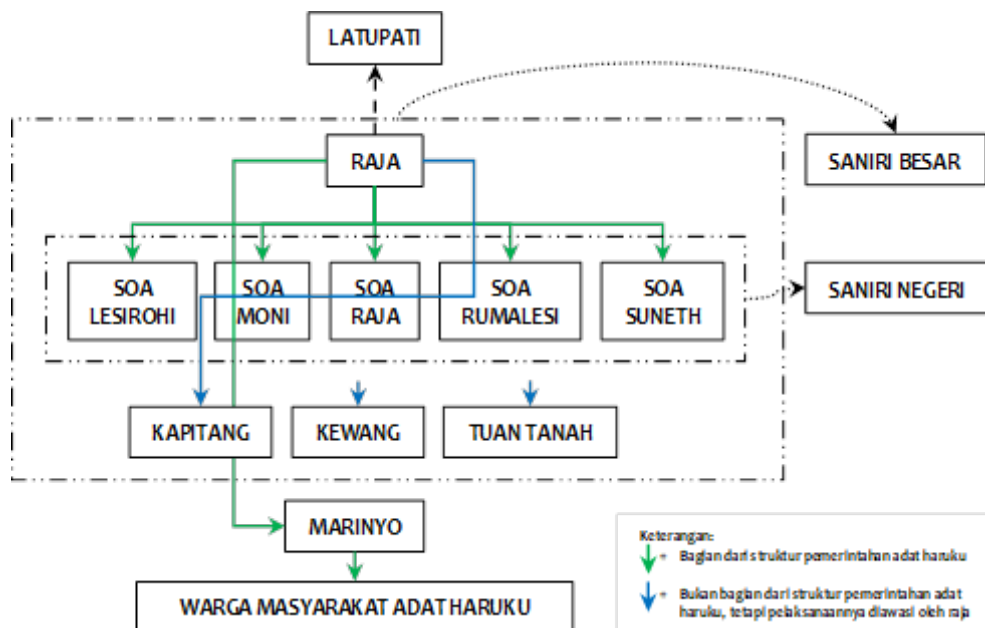 LATUPATI
RAJA
SANIRI BESAR
SOA
LESIROHI
SOA
MONI
SOA
RAJA
SOA
RUMALESI
SOA
SUNETH
SANIRI NEGERI
KAPITANG
KEWANG
TUAN TANAH
MARINYO
WARGA MASYARAKAT ADAT HARUKU
Keterangan:
= Bagian dari struktur pemerintahan adat haruku
= Bukan bagian dari struktur pemerintahan adat
haruku, tetapi pelaksanaannya diawasi oleh raja